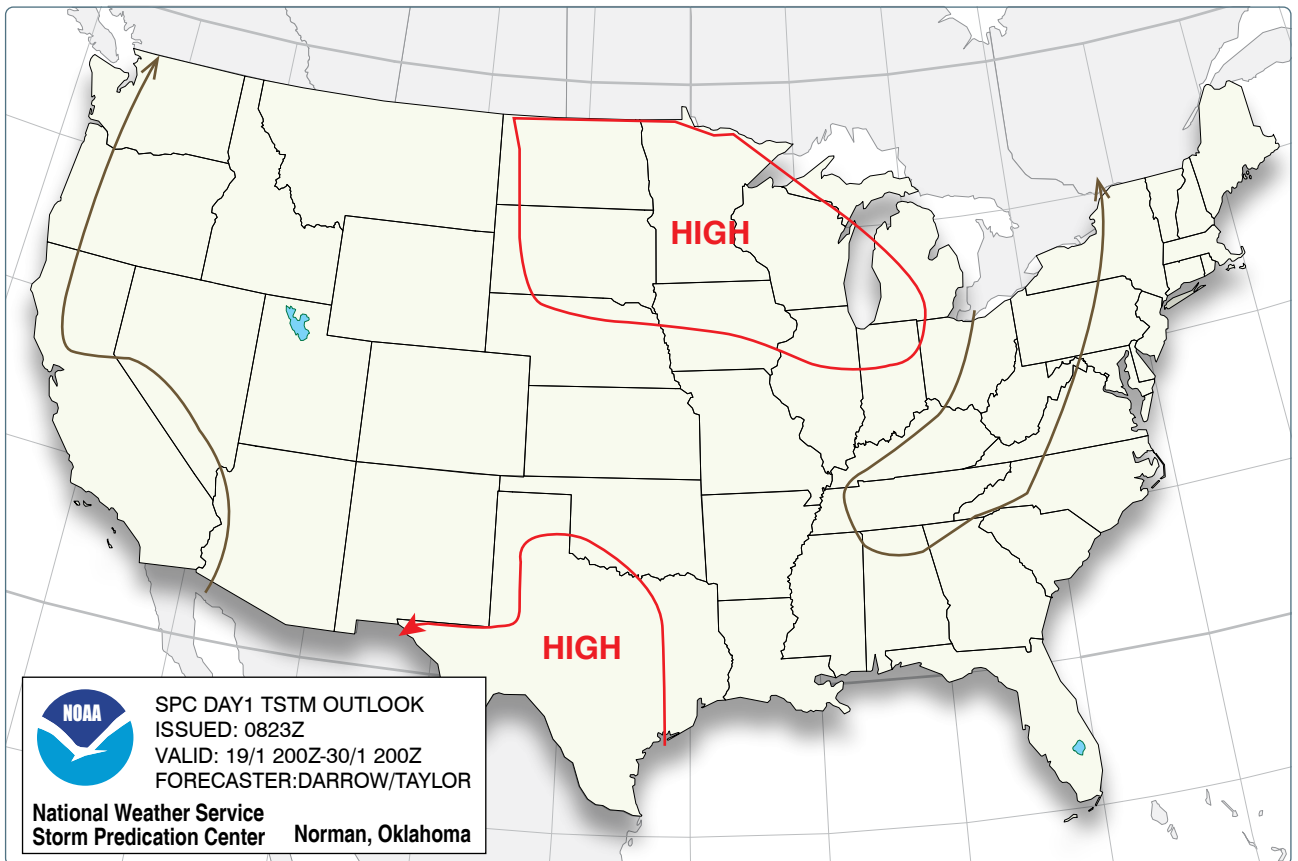 HIGH
HIGH
NOAA
SPC DAY1 TSTM OUTLOOK
ISSUED: 0823Z
VALID: 19/1 200Z-30/1 200Z
FORECASTER:DARROW/TAYLOR
National Weather Service
Storm Predication Center Norman, Oklahoma